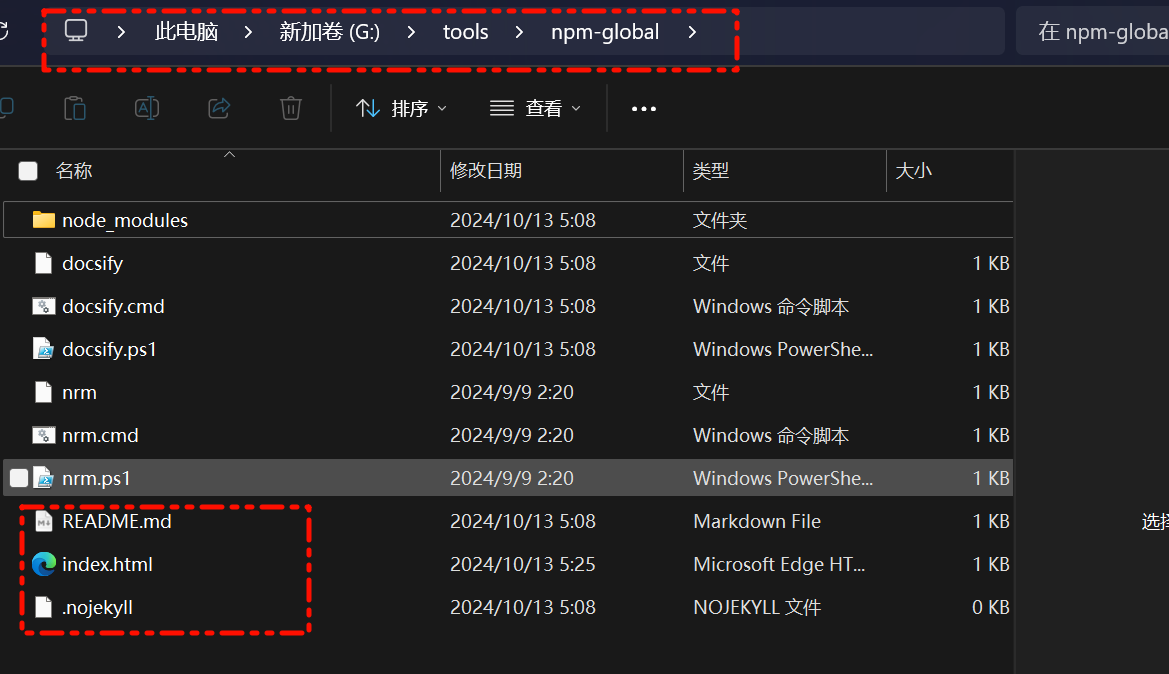 此电脑 新加卷 (G:) tools npm-global 在 npm-globa
排序 查看
名称 修改日期 类型 大小
node_modules 2024/10/13 5:08 文件夹
docsify 2024/10/13 5:08 文件 1 KB
docsify.cmd 2024/10/13 5:08 Windows 命令脚本 1 KB
docsify.ps1 2024/10/13 5:08 Windows PowerShe... 1 KB
nrm 2024/9/9 2:20 文件 1 KB
nrm.cmd 2024/9/9 2:20 Windows 命令脚本 1 KB
nrm.ps1 2024/9/9 2:20 Windows PowerShe... 1 KB
README.md 2024/10/13 5:08 Markdown File 1 KB 选择
index.html 2024/10/13 5:25 Microsoft Edge HT... 1 KB
.nojekyll 2024/10/13 5:08 NOJEKYLL 文件 0 KB